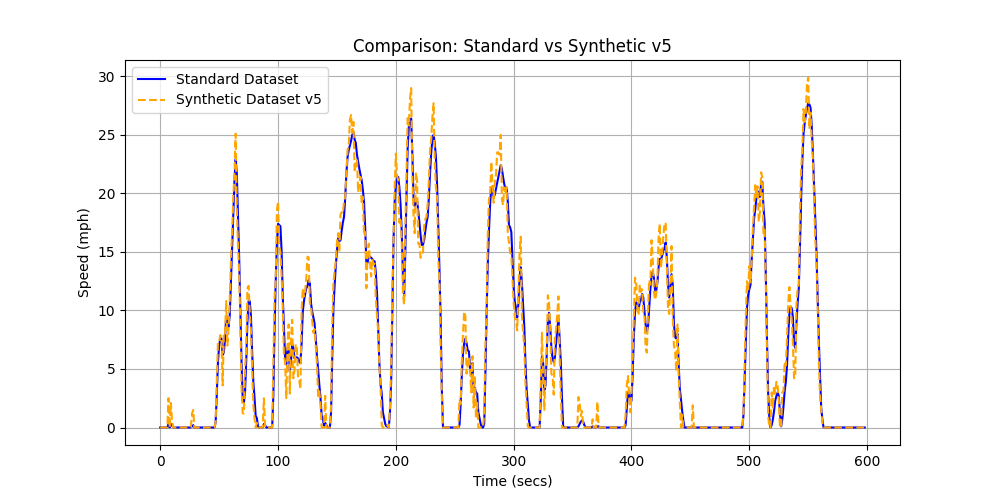 Comparison: Standard vs Synthetic v5
Standard Dataset
Synthetic Dataset v5
Speed (mph)
30
25
20
15
10
5
0
0 100 200 300 400 500 600
Time (secs)